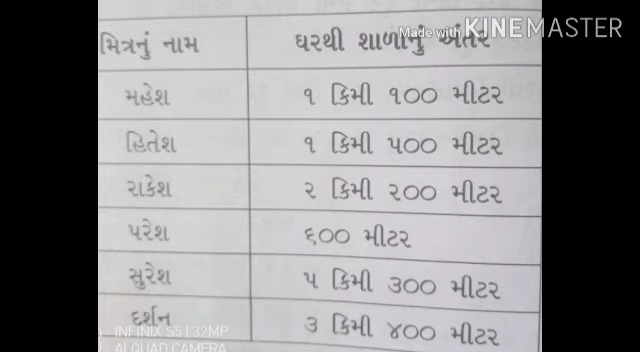 Made with KINEMASTER
મિત્રનું નામ ઘરથી શાળાનું અંતર
મહેશ ૧ કિમી ૧૦૦ મીટર
હિતેશ ૧ કિમી ૫૦૦ મીટર
રાકેશ ૨ કિમી ૨૦૦ મીટર
પરેશ ૬૦૦ મીટર
સુરેશ ૫ કિમી ૩૦૦ મીટર
દર્શન ૩ કિમી ૪૦૦ મીટર
INFINIX S5 | 32MP
AI QUAD CAMERA